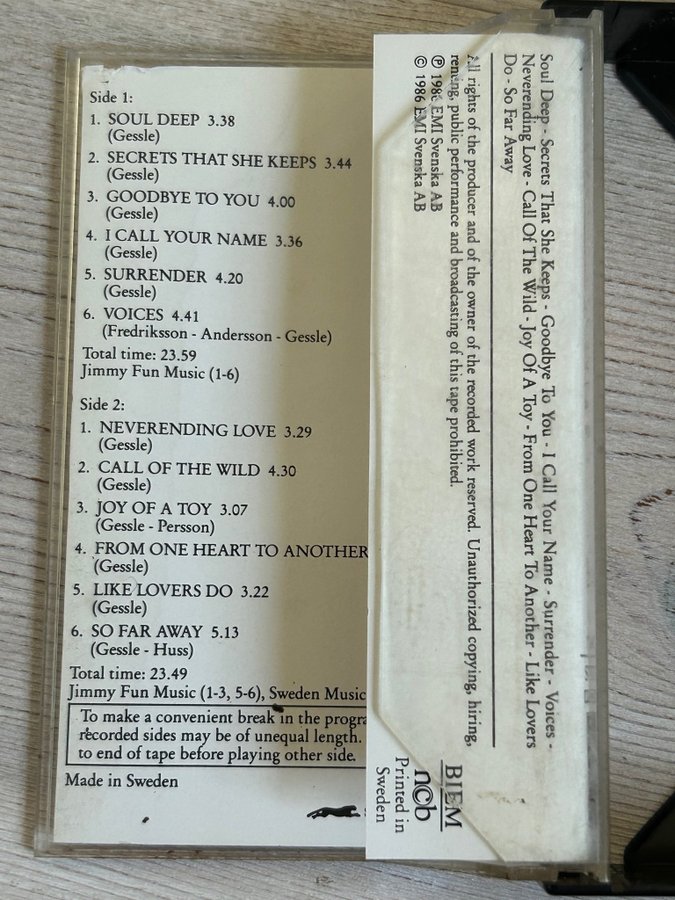 Side 1:
1. SOUL DEEP 3.38
(Gessle)
2. SECRETS THAT SHE KEEPS 3.44
(Gessle)
3. GOODBYE TO YOU 4.00
(Gessle)
4. I CALL YOUR NAME 3.36
(Gessle)
5. SURRENDER 4.20
(Gessle)
6. VOICES 4.41
(Fredriksson - Andersson - Gessle)
Total time: 23.59
Jimmy Fun Music (1-6)
Side 2:
1. NEVERENDING LOVE 3.29
(Gessle)
2. CALL OF THE WILD 4.30
(Gessle)
3. JOY OF A TOY 3.07
(Gessle - Persson)
4. FROM ONE HEART TO ANOTHER
(Gessle)
5. LIKE LOVERS DO 3.22
(Gessle)
6. SO FAR AWAY 5.13
(Gessle - Huss)
Total time: 23.49
Jimmy Fun Music (1-3, 5-6), Sweden Music
To make a convenient break in the progra
recorded sides may be of unequal length.
to end of tape before playing other side.
Made in Sweden
Soul Deep - Secrets That She Keeps - Goodbye To You - I Call Your Name - Surrender - Voices -
Neverending Love - Call Of The Wild - Joy Of A Toy - From One Heart To Another - Like Lovers
Do - So Far Away
All rights of the producer and of the owner of the recorded work reserved. Unauthorized copying, hiring,
renting, public performance and broadcasting of this tape prohibited.
Ⓟ 1986 EMI Svenska AB
© 1986 EMI Svenska AB
BIEM
ncb
Printed in
Sweden